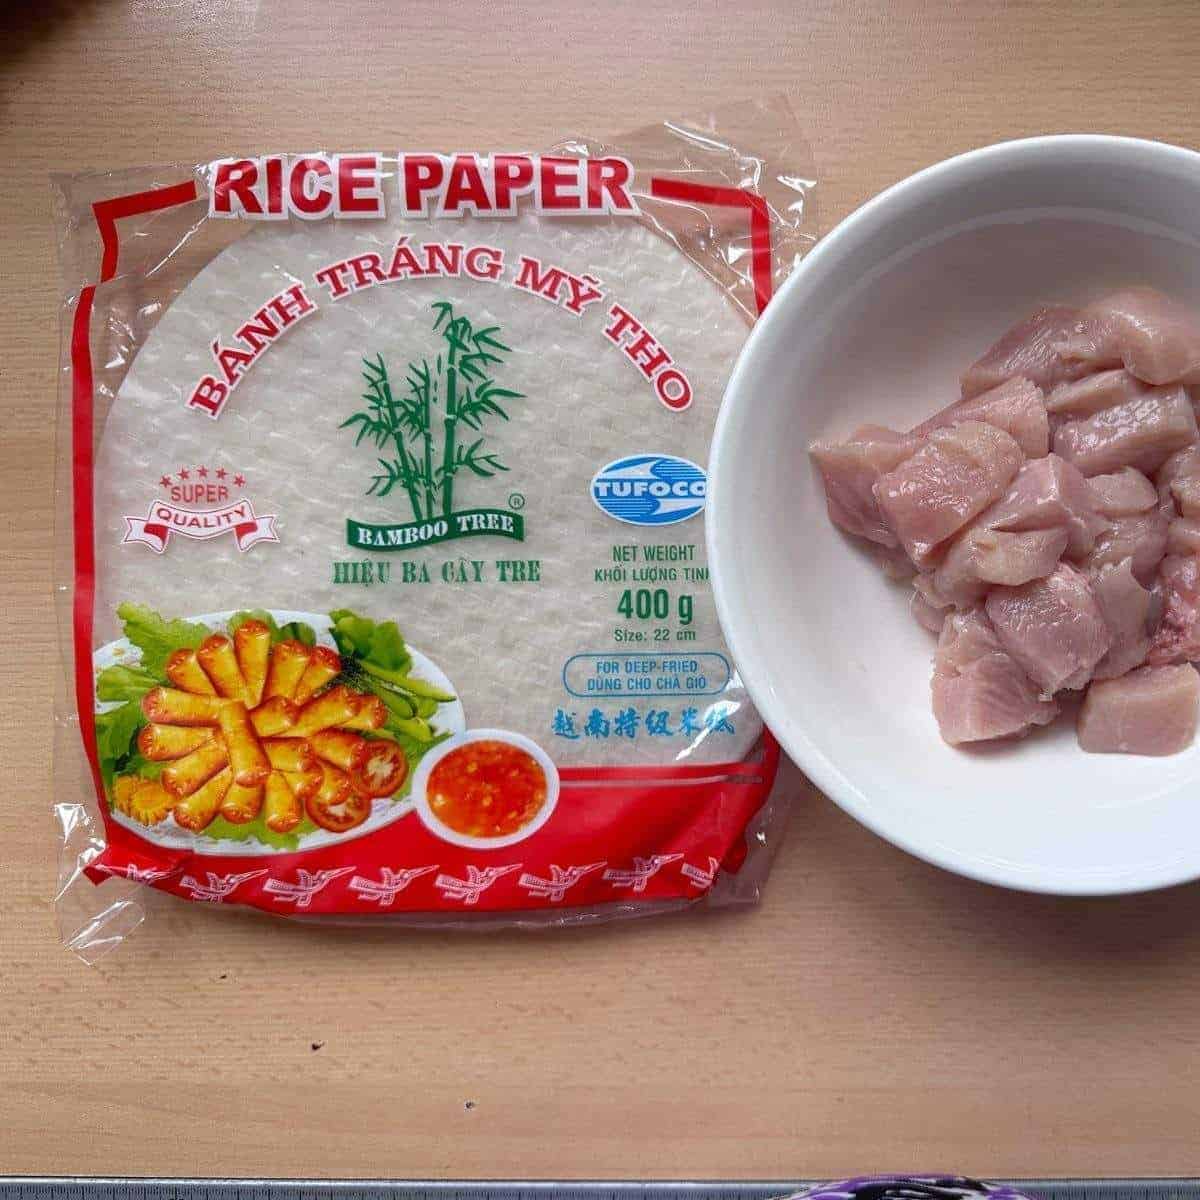 RICE PAPER
BÁNH TRÁNG MỸ THO
SUPER
QUALITY
®
BAMBOO TREE
HIỆU BA CÂY TRE
TUFOCO
NET WEIGHT
KHỐI LƯỢNG TỊNH
400 g
Size: 22 cm
FOR DEEP-FRIED
DÙNG CHO CHẢ GIÒ
越南特级米纸